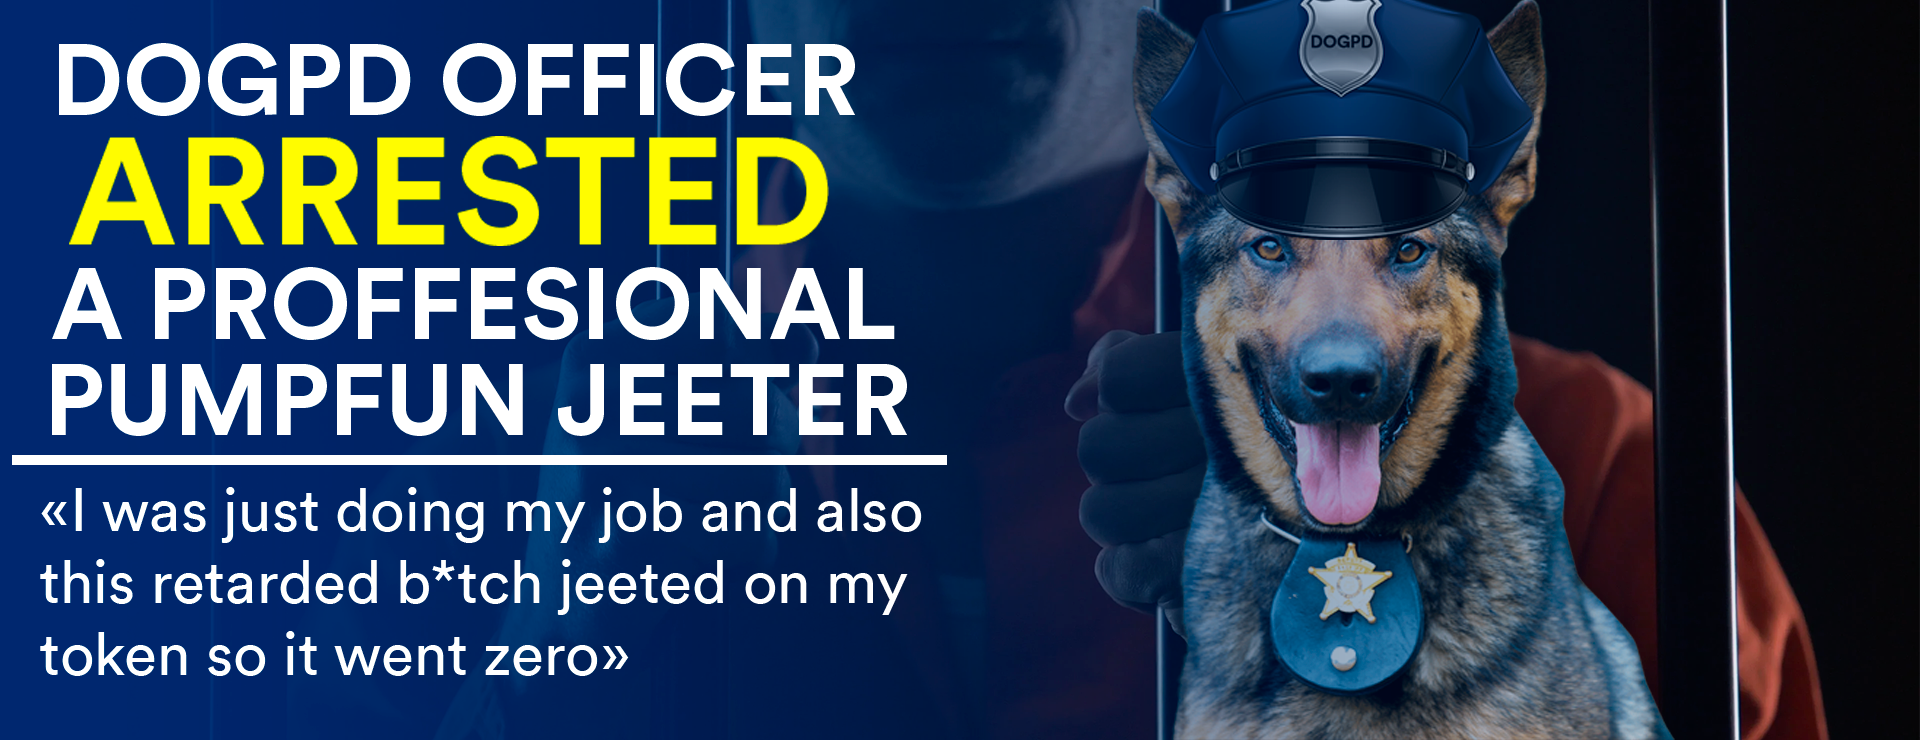 DOGPD OFFICER
ARRESTED
A PROFFESIONAL
PUMPFUN JEETER
«I was just doing my job and also
this retarded b*tch jeeted on my
token so it went zero»
DOGPD